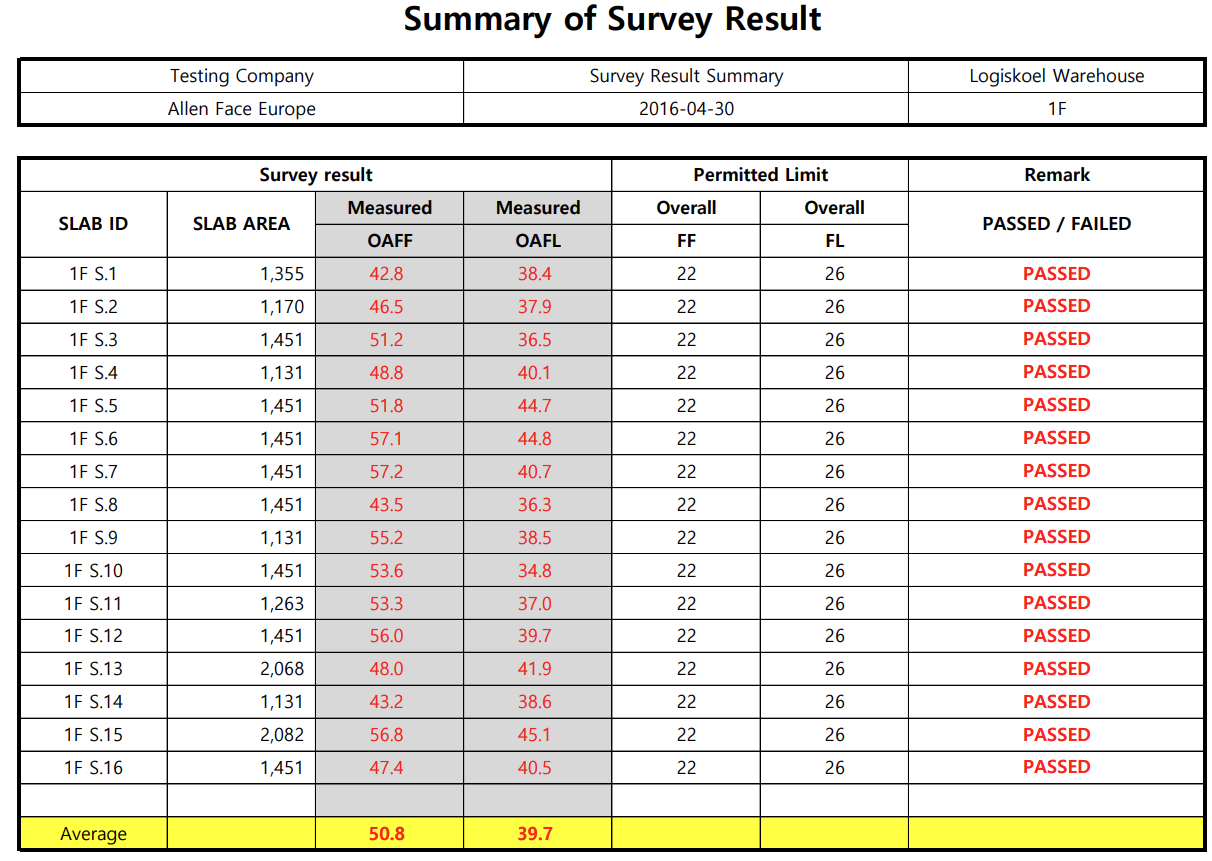 Summary of Survey Result
Testing Company Survey Result Summary Logiskoel Warehouse
Allen Face Europe 2016-04-30 1F
Survey result Permitted Limit Remark
SLAB ID SLAB AREA Measured Measured Overall Overall PASSED / FAILED
OAFF OAFL FF FL
1F S.1 1,355 42.8 38.4 22 26 PASSED
1F S.2 1,170 46.5 37.9 22 26 PASSED
1F S.3 1,451 51.2 36.5 22 26 PASSED
1F S.4 1,131 48.8 40.1 22 26 PASSED
1F S.5 1,451 51.8 44.7 22 26 PASSED
1F S.6 1,451 57.1 44.8 22 26 PASSED
1F S.7 1,451 57.2 40.7 22 26 PASSED
1F S.8 1,451 43.5 36.3 22 26 PASSED
1F S.9 1,131 55.2 38.5 22 26 PASSED
1F S.10 1,451 53.6 34.8 22 26 PASSED
1F S.11 1,263 53.3 37.0 22 26 PASSED
1F S.12 1,451 56.0 39.7 22 26 PASSED
1F S.13 2,068 48.0 41.9 22 26 PASSED
1F S.14 1,131 43.2 38.6 22 26 PASSED
1F S.15 2,082 56.8 45.1 22 26 PASSED
1F S.16 1,451 47.4 40.5 22 26 PASSED
Average 50.8 39.7